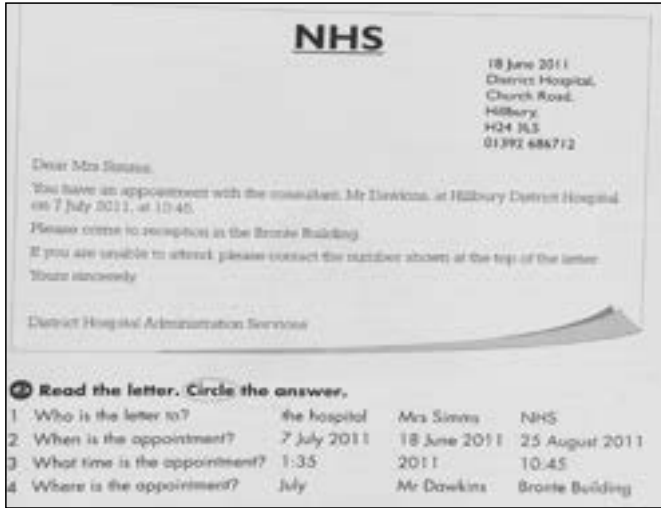 NHS
18 June 2011
District Hospital,
Church Road,
Hillbury,
H24 3LS
01392 686712
Dear Mrs Simms,
You have an appointment with the consultant, Mr Dawkins, at Hillbury District Hospital
on 7 July 2011, at 10:45.
Please come to reception in the Bronte Building.
If you are unable to attend, please contact the number shown at the top of the letter.
Yours sincerely
District Hospital Administration Services
Read the letter. Circle the answer.
1 Who is the letter to? the hospital Mrs Simms NHS
2 When is the appointment? 7 July 2011 18 June 2011 25 August 2011
3 What time is the appointment? 1:35 2011 10:45
4 Where is the appointment? July Mr Dawkins Bronte Building